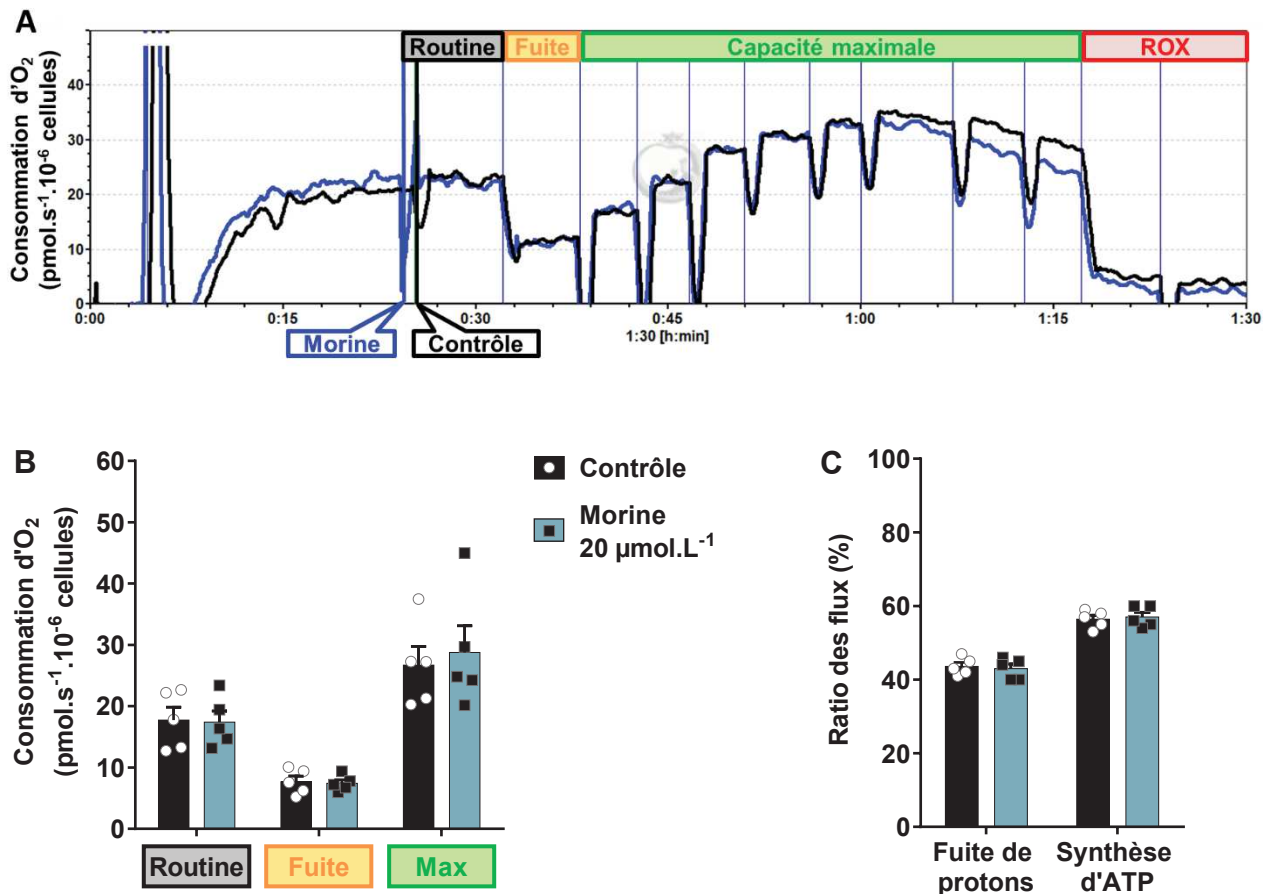 A
Routine
Fuite
Capacité maximale
ROX
Consommation d'O2
(pmol.s-1.10-6 cellules)
40
30
20
10
0
0:00
0:15
0:30
0:45
1:00
1:15
1:30
1:30 [h:min]
Morine
Contrôle
B
Consommation d'O2
(pmol.s-1.10-6 cellules)
60
50
40
30
20
10
0
Routine
Fuite
Max
Contrôle
Morine
20 µmol.L-1
C
Ratio des flux (%)
100
80
60
40
20
0
Fuite de
protons
Synthèse
d'ATP